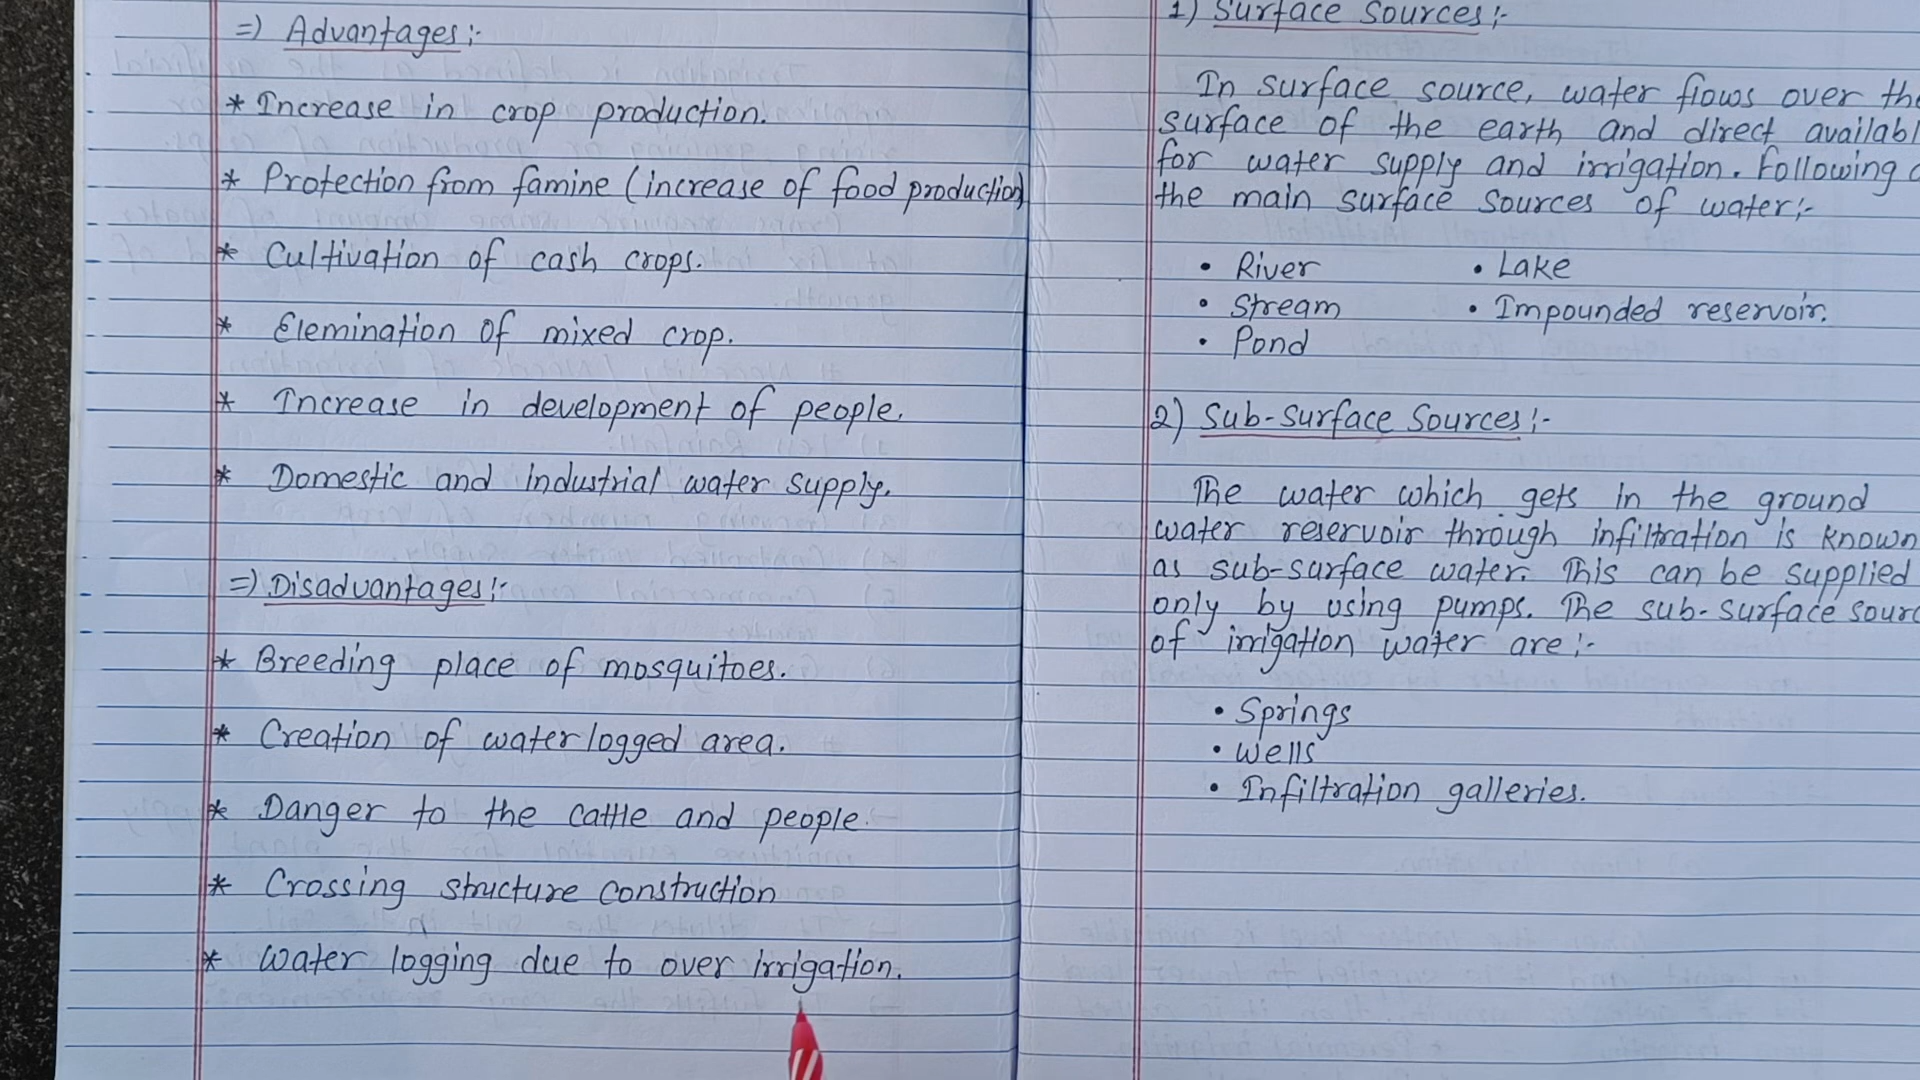 =) Advantages :-
* Increase in crop production.
* Protection from famine (increase of food production)
* Cultivation of cash crops.
* Elemination of mixed crop.
* Increase in development of people.
* Domestic and industrial water supply.
=) Disadvantages :-
* Breeding place of mosquitoes.
* Creation of water logged area.
* Danger to the cattle and people.
* Crossing structure construction
* Water logging due to over irrigation.
1) Surface Sources :-
In surface source, water flows over the
surface of the earth and direct availabl
for water supply and irrigation. Following
the main surface sources of water :-
• River • Lake
• Stream • Impounded reservoir.
• Pond
2) Sub-surface Sources :-
The water which gets in the ground
water reservoir through infiltration is known
as sub-surface water. This can be supplied
only by using pumps. The sub-surface sourc
of irrigation water are :-
• Springs
• Wells
• Infiltration galleries.